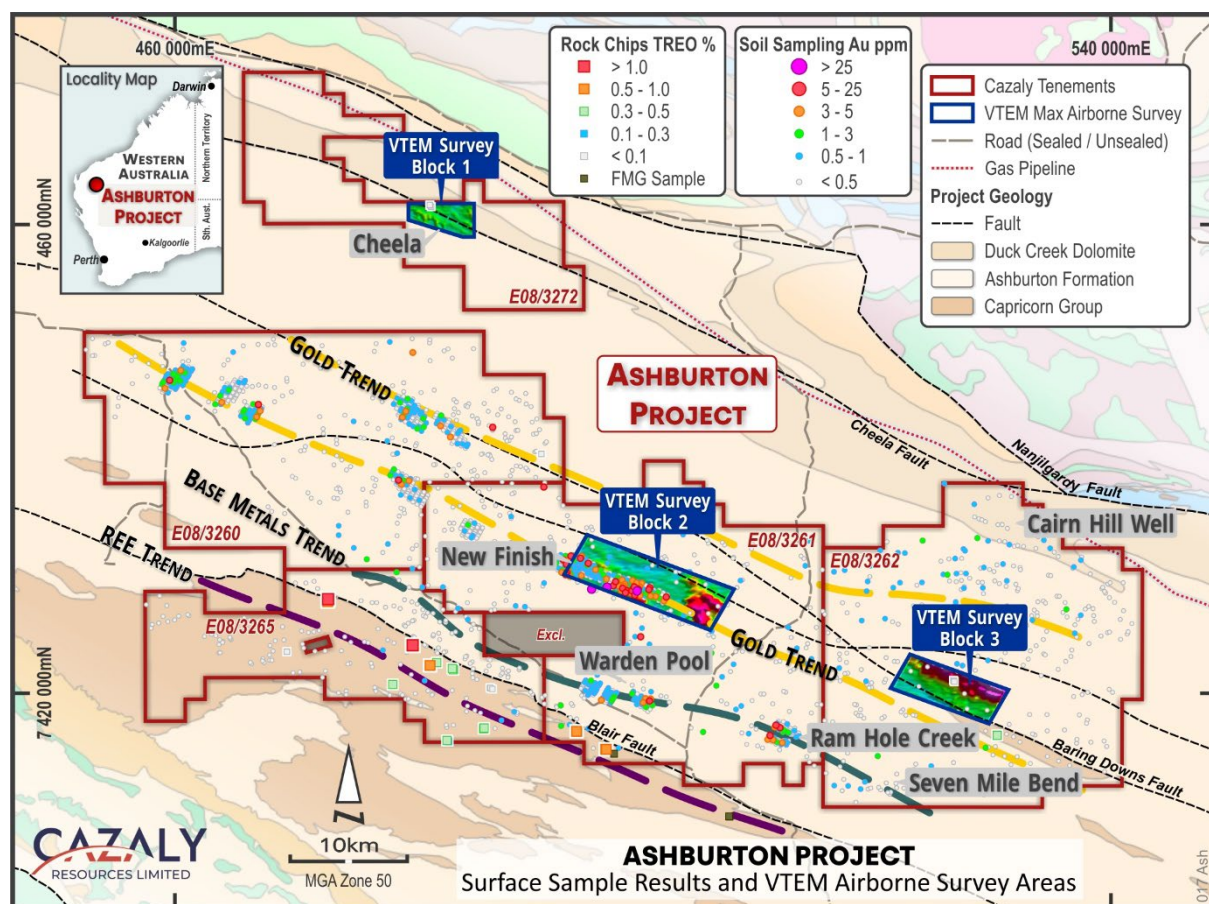 460 000mE
540 000mE
7 460 000mN
7 420 000mN
Locality Map
Darwin
Northern Territory
WESTERN
AUSTRALIA
ASHBURTON
PROJECT
Sth. Aust.
Kalgoorlie
Perth
Rock Chips TREO %
> 1.0
0.5 - 1.0
0.3 - 0.5
0.1 - 0.3
< 0.1
FMG Sample
Soil Sampling Au ppm
> 25
5 - 25
3 - 5
1 - 3
0.5 - 1
< 0.5
Cazaly Tenements
VTEM Max Airborne Survey
Road (Sealed / Unsealed)
Gas Pipeline
Project Geology
Fault
Duck Creek Dolomite
Ashburton Formation
Capricorn Group
VTEM Survey
Block 1
Cheela
E08/3272
GOLD TREND
ASHBURTON
PROJECT
Cheela Fault
Nanjilgardy Fault
BASE METALS TREND
REE TREND
E08/3260
VTEM Survey
Block 2
E08/3261
E08/3262
Cairn Hill Well
New Finish
E08/3265
Excl.
VTEM Survey
Block 3
Warden Pool
GOLD TREND
Blair Fault
Ram Hole Creek
Baring Downs Fault
Seven Mile Bend
CAZALY
RESOURCES LIMITED
N
10km
MGA Zone 50
ASHBURTON PROJECT
Surface Sample Results and VTEM Airborne Survey Areas
017 Ash